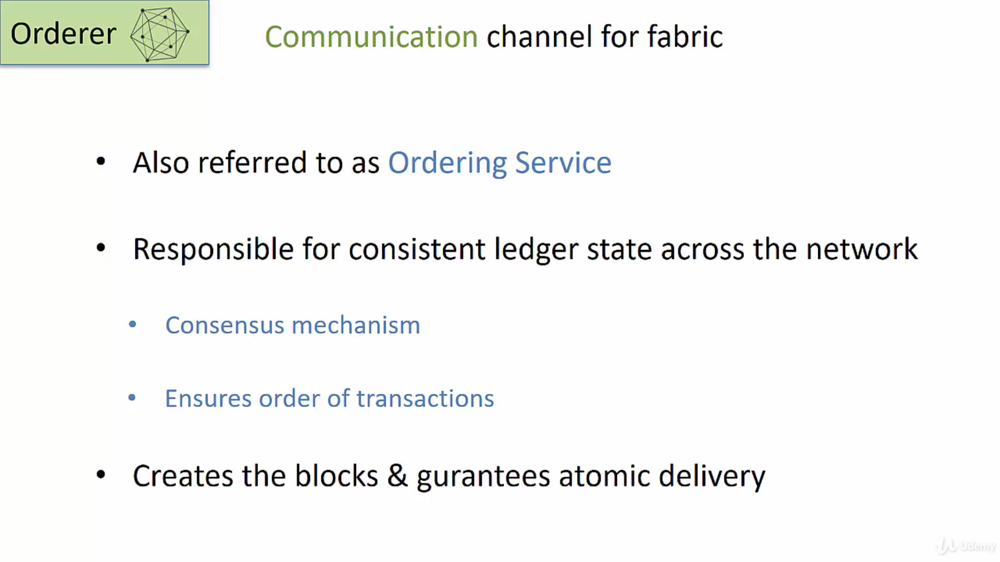 Orderer
Communication channel for fabric
• Also referred to as Ordering Service
• Responsible for consistent ledger state across the network
• Consensus mechanism
• Ensures order of transactions
• Creates the blocks & gurantees atomic delivery
Udemy